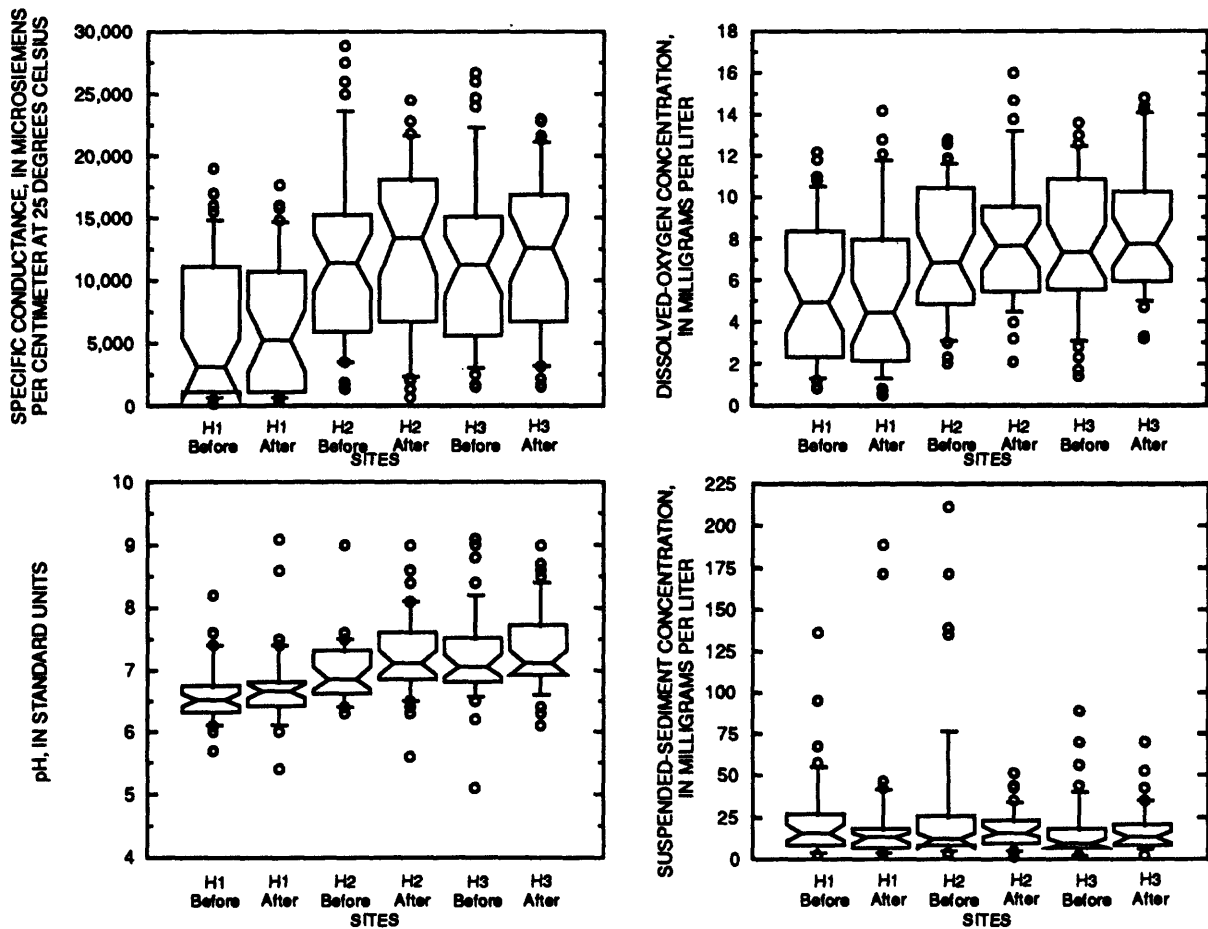 SPECIFIC CONDUCTANCE, IN MICROSIEMENS
PER CENTIMETER AT 25 DEGREES CELSIUS
30,000
25,000
20,000
15,000
10,000
5,000
0
H1 Before
H1 After
H2 Before
H2 After
H3 Before
H3 After
SITES
DISSOLVED-OXYGEN CONCENTRATION,
IN MILLIGRAMS PER LITER
18
16
14
12
10
8
6
4
2
0
H1 Before
H1 After
H2 Before
H2 After
H3 Before
H3 After
SITES
pH, IN STANDARD UNITS
10
9
8
7
6
5
4
H1 Before
H1 After
H2 Before
H2 After
H3 Before
H3 After
SITES
SUSPENDED-SEDIMENT CONCENTRATION,
IN MILLIGRAMS PER LITER
225
200
175
150
125
100
75
50
25
0
H1 Before
H1 After
H2 Before
H2 After
H3 Before
H3 After
SITES